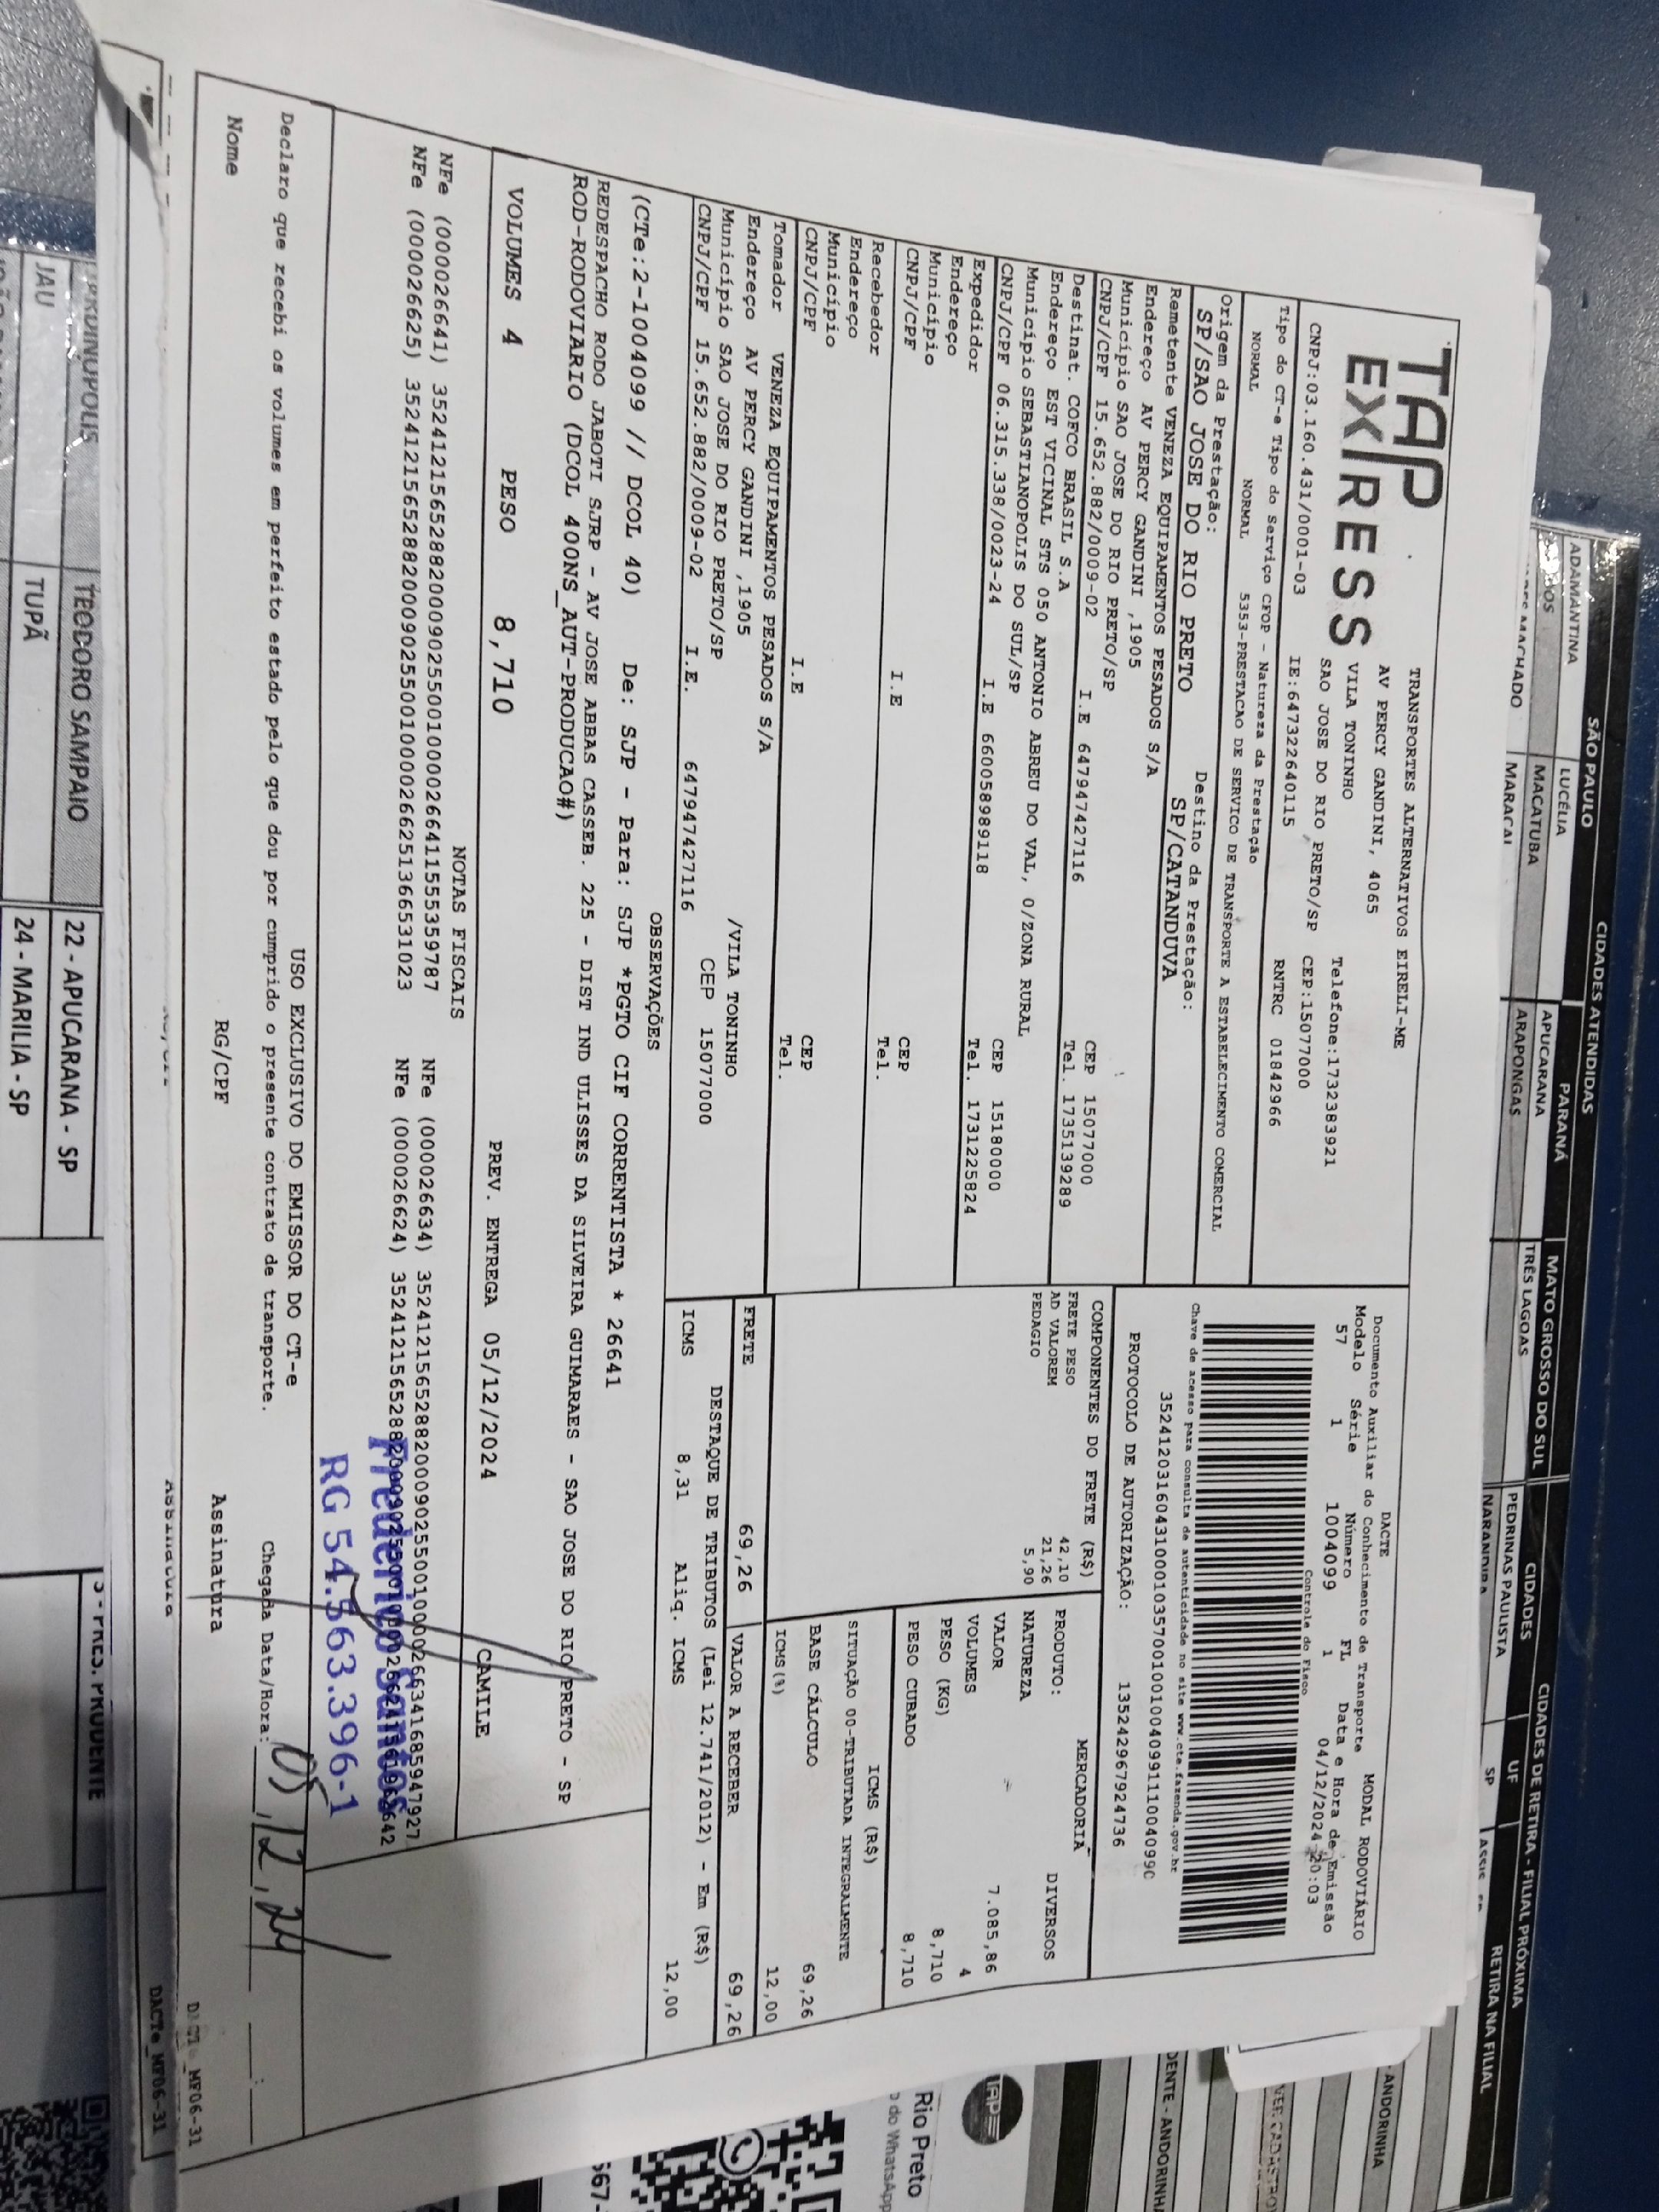 TAP
EXPRESS
TRANSPORTES ALTERNATIVOS EIRELI-ME
AV PERCY GANDINI, 4065
VILA TONINHO Telefone:1732383921
SAO JOSE DO RIO PRETO/SP CEP:15077000
CNPJ:03.160.431/0001-03 IE:647322640115 RNTRC 01842966
DACTE
Documento Auxiliar do Conhecimento de Transporte MODAL RODOVIÁRIO
Modelo Série Número FL Data e Hora de Emissão
57 1 1004099 1 04/12/2024 20:03
Controle do Fisco
Tipo do CT-e Tipo do Serviço CFOP - Natureza da Prestação
NORMAL NORMAL 5353-PRESTACAO DE SERVICO DE TRANSPORTE A ESTABELECIMENTO COMERCIAL
Chave de acesso para consulta de autenticidade no site www.cte.fazenda.gov.br
Origem da Prestação: Destino da Prestação:
SP/SAO JOSE DO RIO PRETO SP/CATANDUVA
PROTOCOLO DE AUTORIZAÇÃO: 135242967924736
Remetente VENEZA EQUIPAMENTOS PESADOS S/A
Endereço AV PERCY GANDINI ,1905
Município SAO JOSE DO RIO PRETO/SP CEP 15077000
CNPJ/CPF 15.652.882/0009-02 I.E 647947427116 Tel. 1735139289
Destinat. COFCO BRASIL S.A
Endereço EST VICINAL STS 050 ANTONIO ABREU DO VAL, 0/ZONA RURAL
Município SEBASTIANOPOLIS DO SUL/SP CEP 15180000
CNPJ/CPF 06.315.338/0023-24 I.E 660058989118 Tel. 1731225824
Expedidor
Endereço
Município CEP
CNPJ/CPF I.E Tel.
Recebedor
Endereço
Município CEP
CNPJ/CPF I.E Tel.
Tomador VENEZA EQUIPAMENTOS PESADOS S/A
Endereço AV PERCY GANDINI ,1905 /VILA TONINHO
Município SAO JOSE DO RIO PRETO/SP CEP 15077000
CNPJ/CPF 15.652.882/0009-02 I.E. 647947427116
COMPONENTES DO FRETE (R$)
FRETE PESO 42,10
AD VALOREM 21,26
PEDAGIO 5,90
MERCADORIA
PRODUTO: DIVERSOS
NATUREZA
VALOR 7.085,86
VOLUMES 4
PESO (KG) 8,710
PESO CUBADO 8,710
ICMS (R$)
SITUAÇÃO 00-TRIBUTADA INTEGRALMENTE
BASE CÁLCULO 69,26
ICMS(%) 12,00
FRETE 69,26 VALOR A RECEBER 69,26
DESTAQUE DE TRIBUTOS (Lei 12.741/2012) - Em (R$)
ICMS 8,31 Aliq. ICMS 12,00
OBSERVAÇÕES
(CTe:2-1004099 // DCOL 40) De: SJP - Para: SJP *PGTO CIF CORRENTISTA * 26641
REDESPACHO RODO JABOTI SJRP - AV JOSE ABBAS CASSEB. 225 - DIST IND ULISSES DA SILVEIRA GUIMARAES - SAO JOSE DO RIO PRETO - SP
ROD-RODOVIARIO (DCOL 400NS_AUT-PRODUCAO#)
VOLUMES 4 PESO 8,710 PREV. ENTREGA 05/12/2024 CAMILE
NOTAS FISCAIS
NFe (00026641) NFe (00026634)
NFe (00026625) NFe (00026624)
Frederico Santos
RG 54.563.396-1
USO EXCLUSIVO DO EMISSOR DO CT-e
Declaro que recebi os volumes em perfeito estado pelo que dou por cumprido o presente contrato de transporte. Chegada Data/Hora: 05,12,24
Nome RG/CPF Assinatura
MF06-31
Assinatura
DACTe_MF06-31
CIDADES ATENDIDAS
SÃO PAULO PARANÁ MATO GROSSO DO SUL
ADAMANTINA LUCÉLIA APUCARANA TRÊS LAGOAS
MACATUBA ARAPONGAS
MACHADO MARACAI
CIDADES DE RETIRA - FILIAL PRÓXIMA
CIDADES UF RETIRA NA FILIAL
PEDRINAS PAULISTA SP
ANDORINHA
TEODORO SAMPAIO 22 - APUCARANA - SP
JAU TUPÃ 24 - MARILIA - SP
PRES. PRUDENTE
TAP
Rio Preto
do WhatsApp